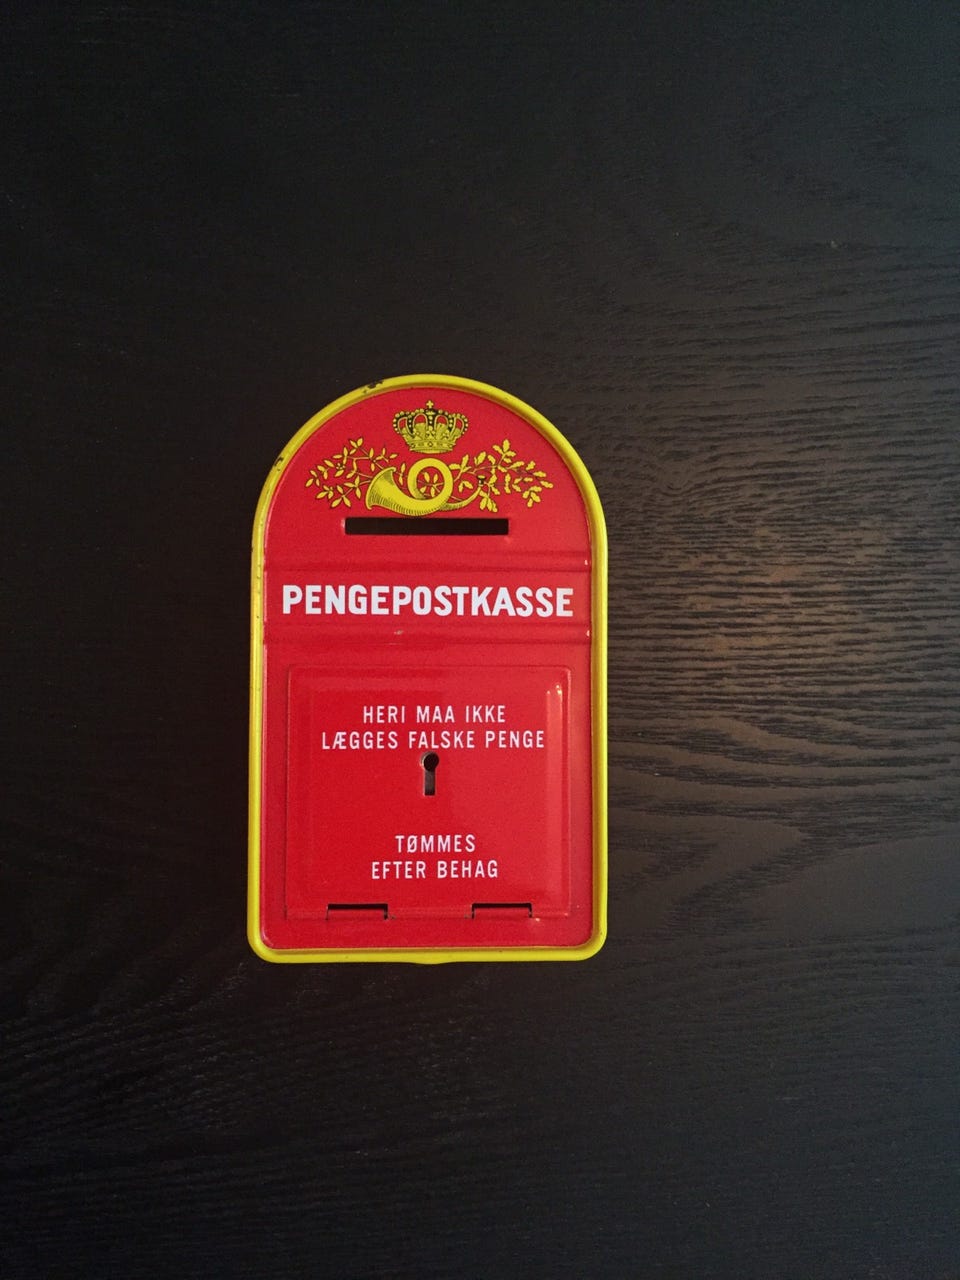 PENGEPOSTKASSE
HERI MAA IKKE
LÆGGES FALSKE PENGE
TØMMES
EFTER BEHAG